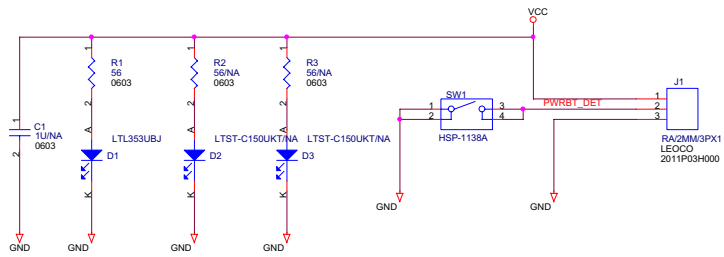 VCC
1
R1
56
0603
2
1
R2
56/NA
0603
2
1
R3
56/NA
0603
2
1
C1
1U/NA
0603
2
A
LTL353UBJ
D1
K
A
LTST-C150UKT/NA
D2
K
A
LTST-C150UKT/NA
D3
K
SW1
1
2
3
4
HSP-1138A
PWRBT_DET
J1
1
2
3
RA/2MM/3PX1
LEOCO
2011P03H000
GND
GND
GND
GND
GND
GND